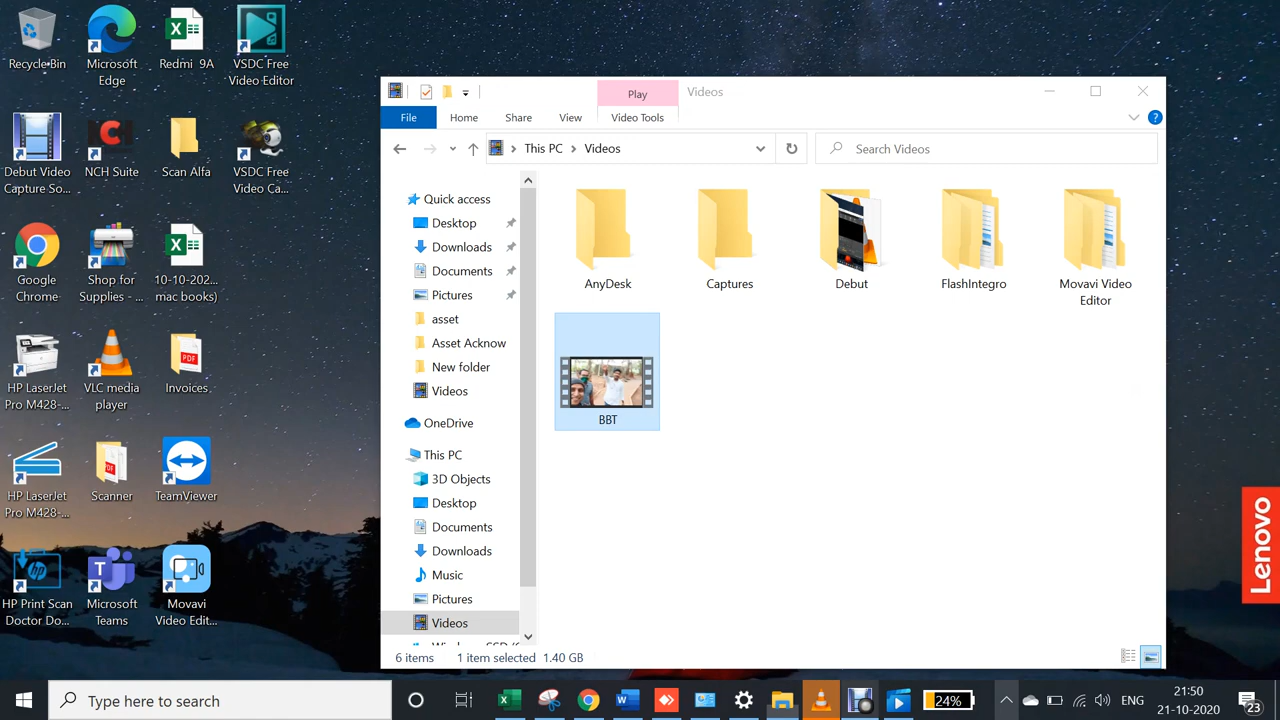 Recycle Bin
Microsoft
Edge
Redmi 9A
VSDC Free
Video Editor
Debut Video
Capture So...
NCH Suite
Scan Alfa
VSDC Free
Video Ca...
Google
Chrome
Shop for
Supplies - ...
10-10-202...
mac books)
HP LaserJet
Pro M428-...
VLC media
player
Invoices
HP LaserJet
Pro M428-...
Scanner
TeamViewer
HP Print Scan
Doctor Do...
Microsoft
Teams
Movavi
Video Edit...
Play
Videos
File
Home
Share
View
Video Tools
This PC
Videos
Search Videos
Quick access
Desktop
Downloads
Documents
Pictures
asset
Asset Acknow
New folder
Videos
OneDrive
This PC
3D Objects
Desktop
Documents
Downloads
Music
Pictures
Videos
AnyDesk
Captures
Debut
FlashIntegro
Movavi Video
Editor
BBT
6 items
1 item selected 1.40 GB
Lenovo
Type here to search
24%
ENG
21:50
21-10-2020
23